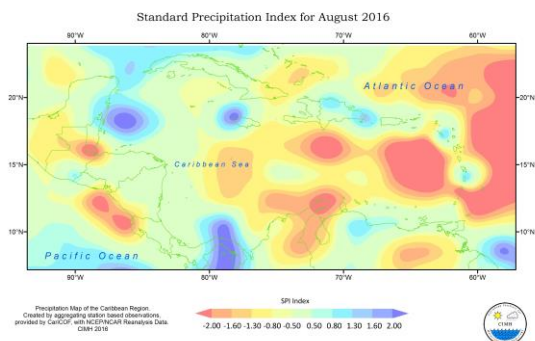 Standard Precipitation Index for August 2016
90°W 80°W 70°W 60°W
Atlantic Ocean
20°N 20°N
Caribbean Sea
15°N 15°N
10°N 10°N
Pacific Ocean
90°W 80°W 70°W 60°W
Precipitation Map of the Caribbean Region.
Created by aggregating station based observations,
provided by CariCOF, with NCEP/NCAR Reanalysis Data.
CIMH 2016
SPI Index
-2.00 -1.60 -1.30 -0.80 -0.50 0.50 0.80 1.30 1.60 2.00
CIMH